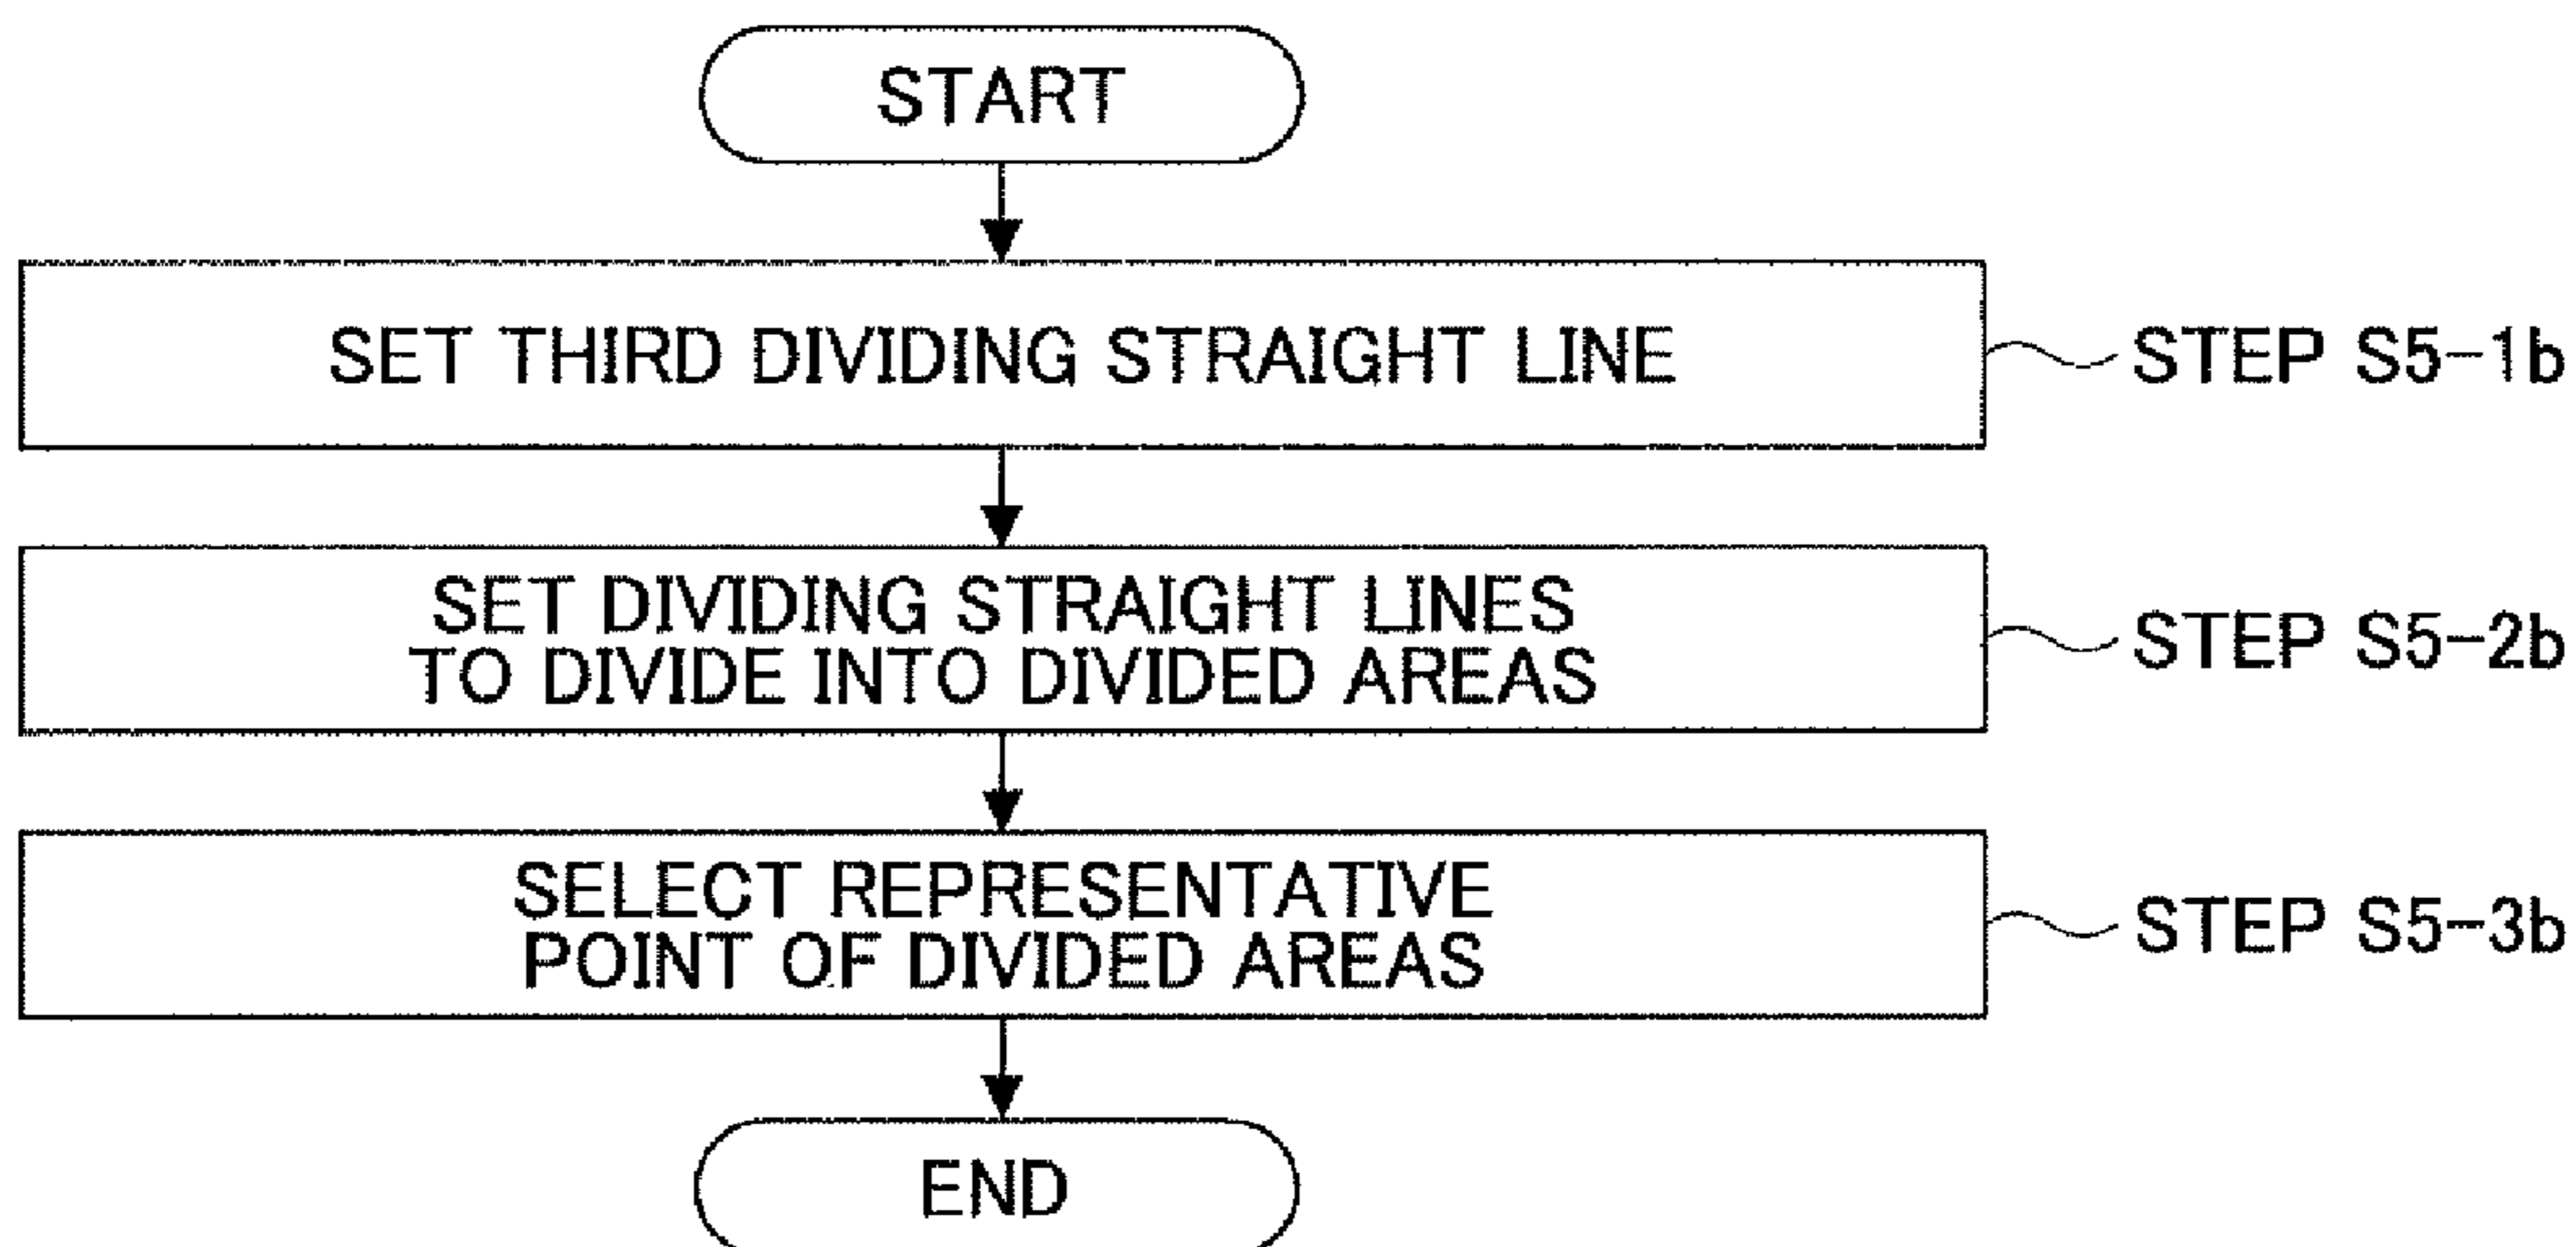 START
SET THIRD DIVIDING STRAIGHT LINE
STEP S5-1b
SET DIVIDING STRAIGHT LINES
TO DIVIDE INTO DIVIDED AREAS
STEP S5-2b
SELECT REPRESENTATIVE
POINT OF DIVIDED AREAS
STEP S5-3b
END